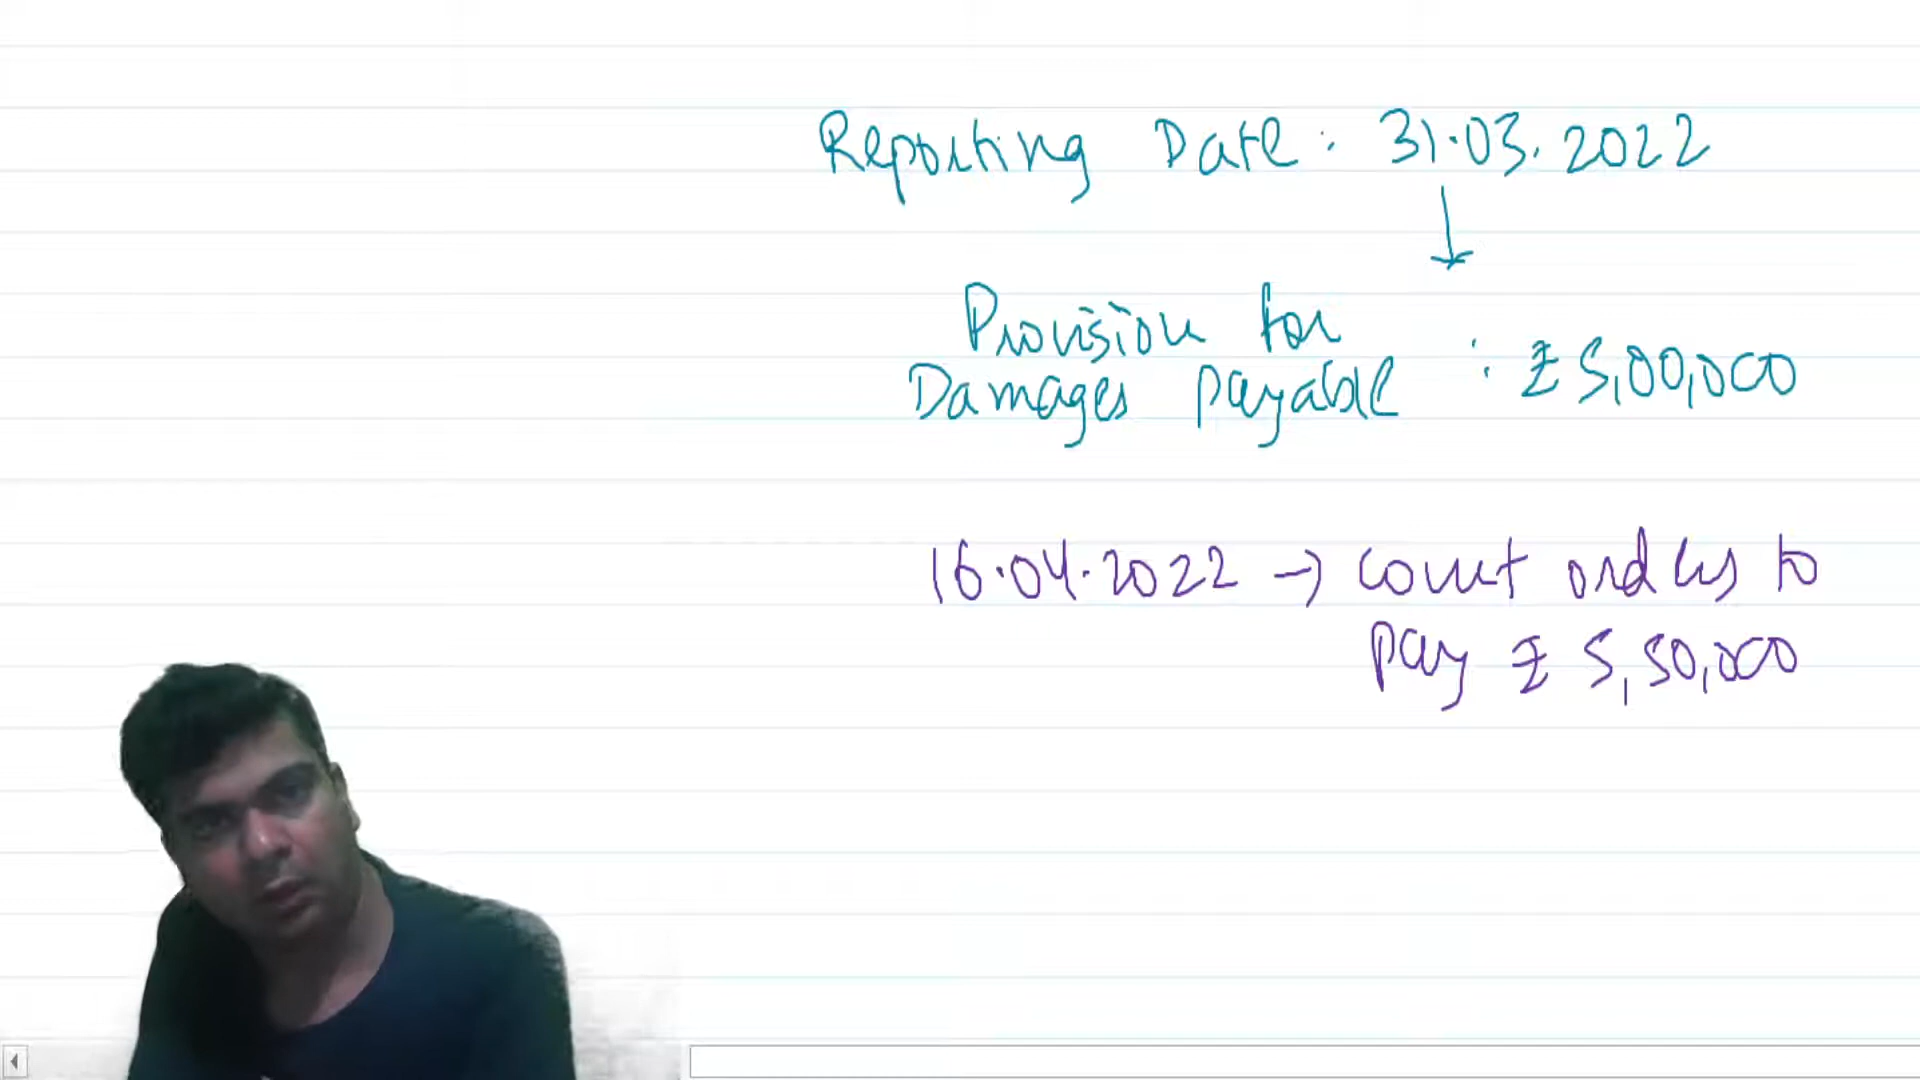 Reporting Date: 31.03.2022
Provision for
Damages payable : ₹ 5,00,000
16.04.2022 → court orders to
pay ₹ 5,50,000